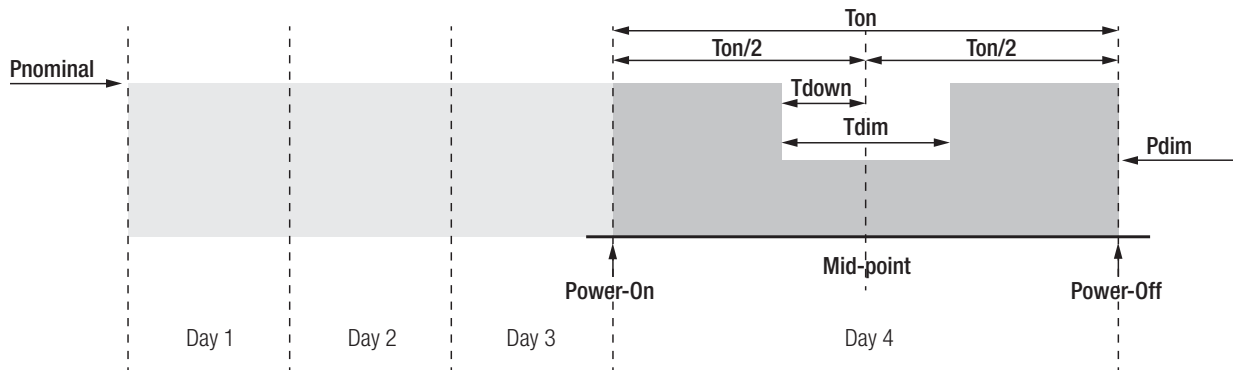 Ton
Ton/2 Ton/2
Pnominal
Tdown
Tdim
Pdim
Mid-point
Power-On Power-Off
Day 1 Day 2 Day 3 Day 4